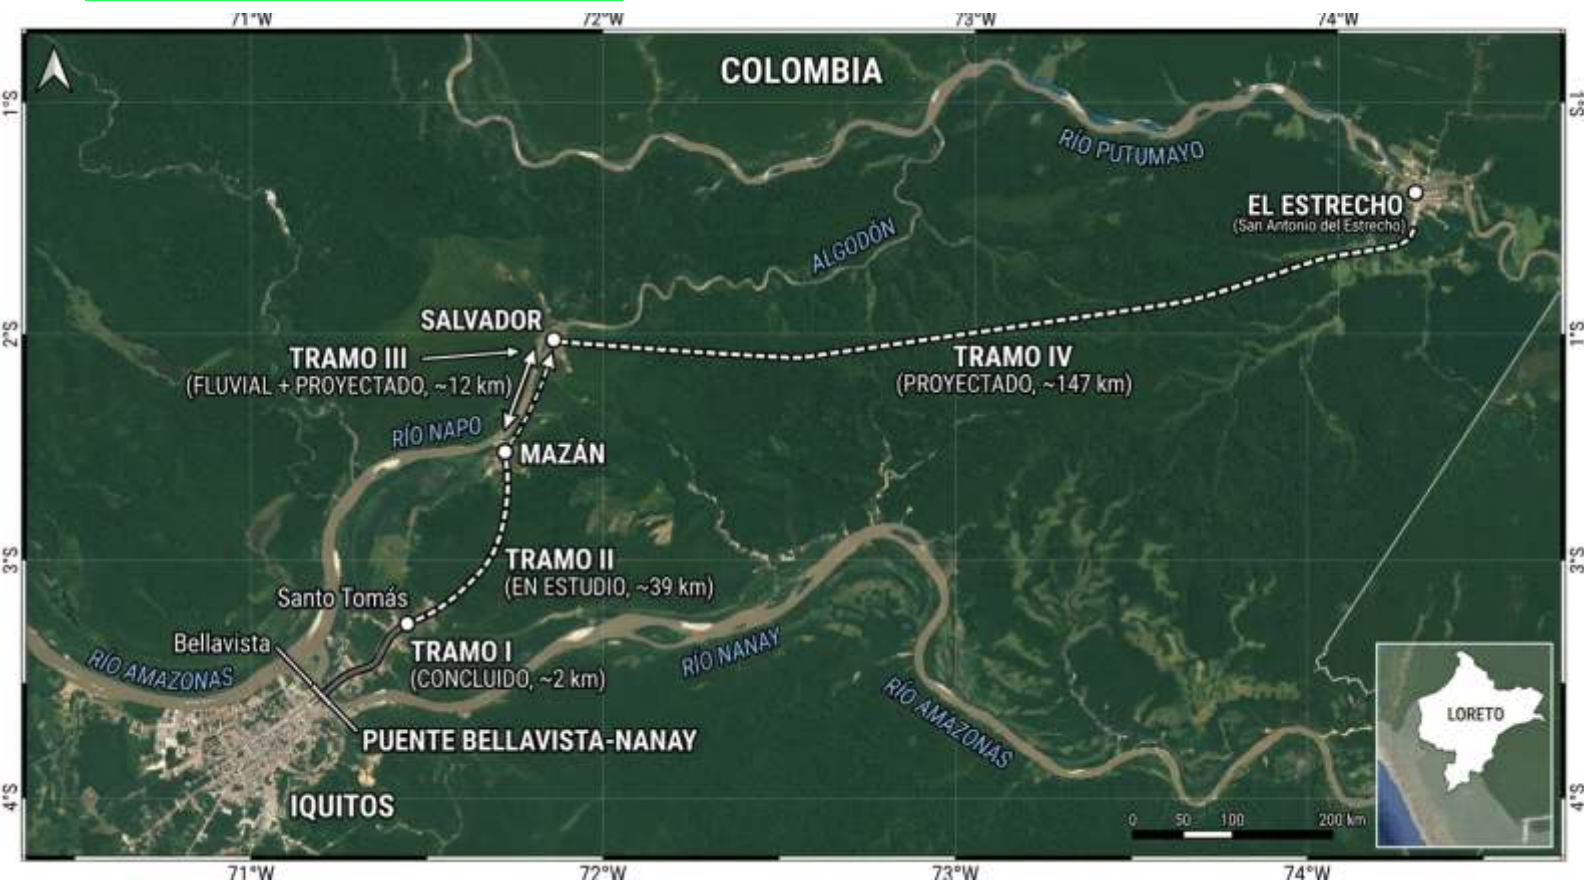 71°W 72°W 73°W 74°W
COLOMBIA
1°S 1°S
RÍO PUTUMAYO
EL ESTRECHO
(San Antonio del Estrecho)
ALGODÓN
SALVADOR
2°S 1°S
TRAMO III
(FLUVIAL + PROYECTADO, ~12 km)
TRAMO IV
(PROYECTADO, ~147 km)
RÍO NAPO
MAZÁN
TRAMO II
(EN ESTUDIO, ~39 km)
3°S 3°S
Santo Tomás
Bellavista
TRAMO I
(CONCLUIDO, ~2 km)
RÍO AMAZONAS
RÍO NANAY
RÍO AMAZONAS
LORETO
PUENTE BELLAVISTA-NANAY
IQUITOS
4°S 4°S
0 50 100 200 km
71°W 72°W 73°W 74°W